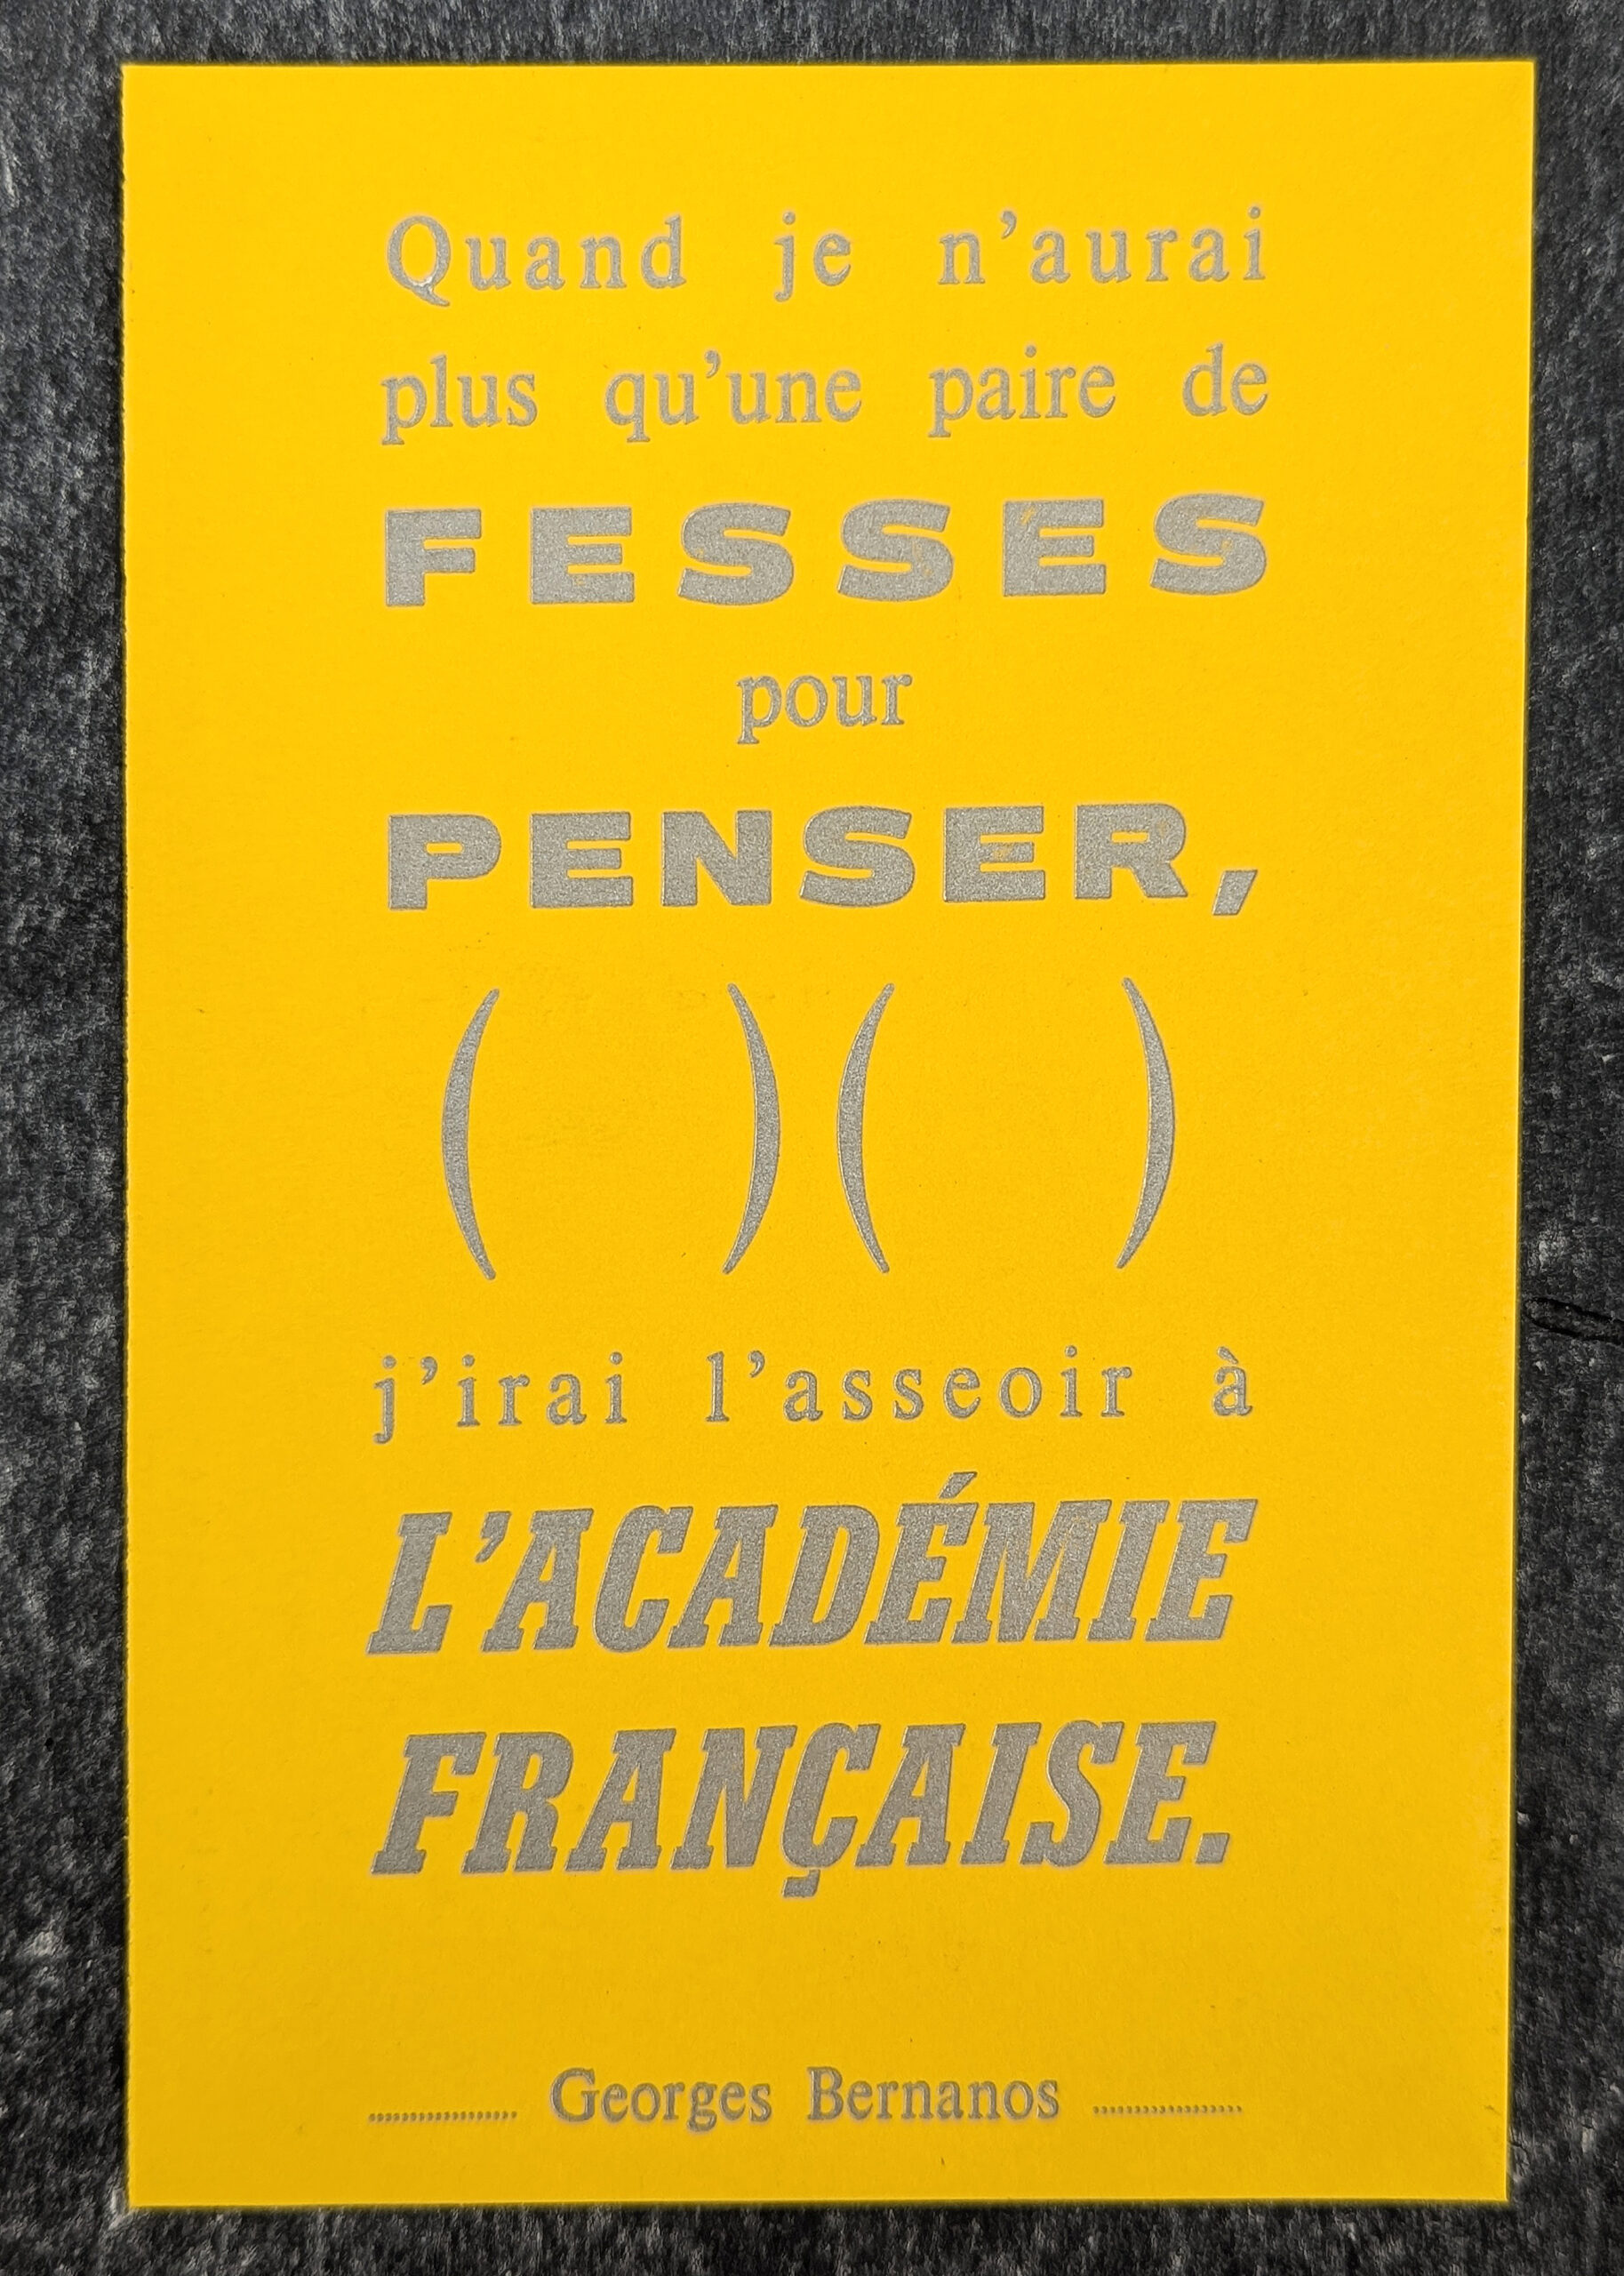 Quand je n’aurai
plus qu’une paire de
FESSES
pour
PENSER,
( ) ( )
j’irai l’asseoir à
L’ACADÉMIE
FRANÇAISE.
Georges Bernanos